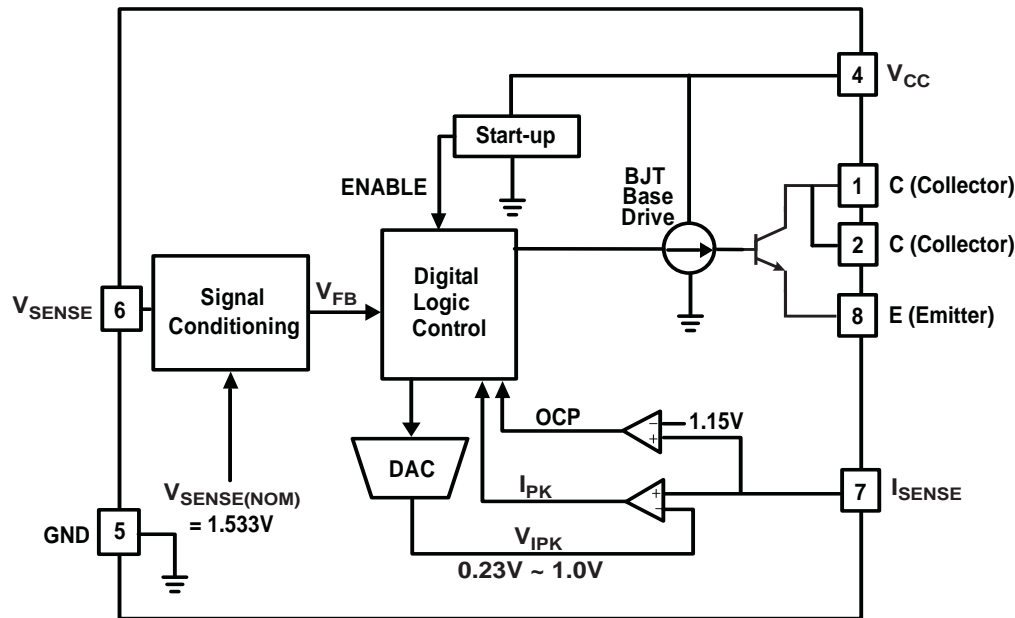 4
VCC
Start-up
ENABLE
BJT
Base
Drive
1
C (Collector)
2
C (Collector)
8
E (Emitter)
VSENSE
6
Signal
Conditioning
VFB
Digital
Logic
Control
OCP
−
+
1.15V
DAC
IPK
+
−
7
ISENSE
VSENSE(NOM)
= 1.533V
GND
5
VIPK
0.23V ~ 1.0V